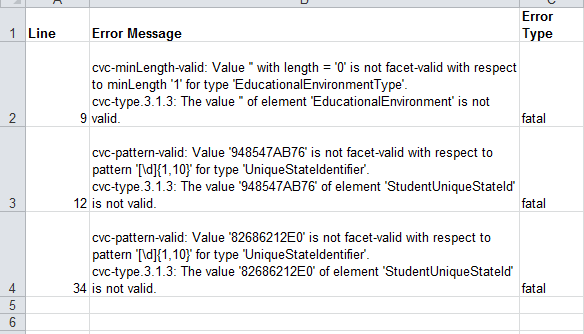 A B C
1 Line Error Message Error Type
2 9 cvc-minLength-valid: Value '' with length = '0' is not facet-valid with respect
to minLength '1' for type 'EducationalEnvironmentType'.
cvc-type.3.1.3: The value '' of element 'EducationalEnvironment' is not
valid. fatal
3 12 cvc-pattern-valid: Value '948547AB76' is not facet-valid with respect to
pattern '[\d]{1,10}' for type 'UniqueStateIdentifier'.
cvc-type.3.1.3: The value '948547AB76' of element 'StudentUniqueStateId'
is not valid. fatal
4 34 cvc-pattern-valid: Value '82686212E0' is not facet-valid with respect to
pattern '[\d]{1,10}' for type 'UniqueStateIdentifier'.
cvc-type.3.1.3: The value '82686212E0' of element 'StudentUniqueStateId'
is not valid. fatal
5
6